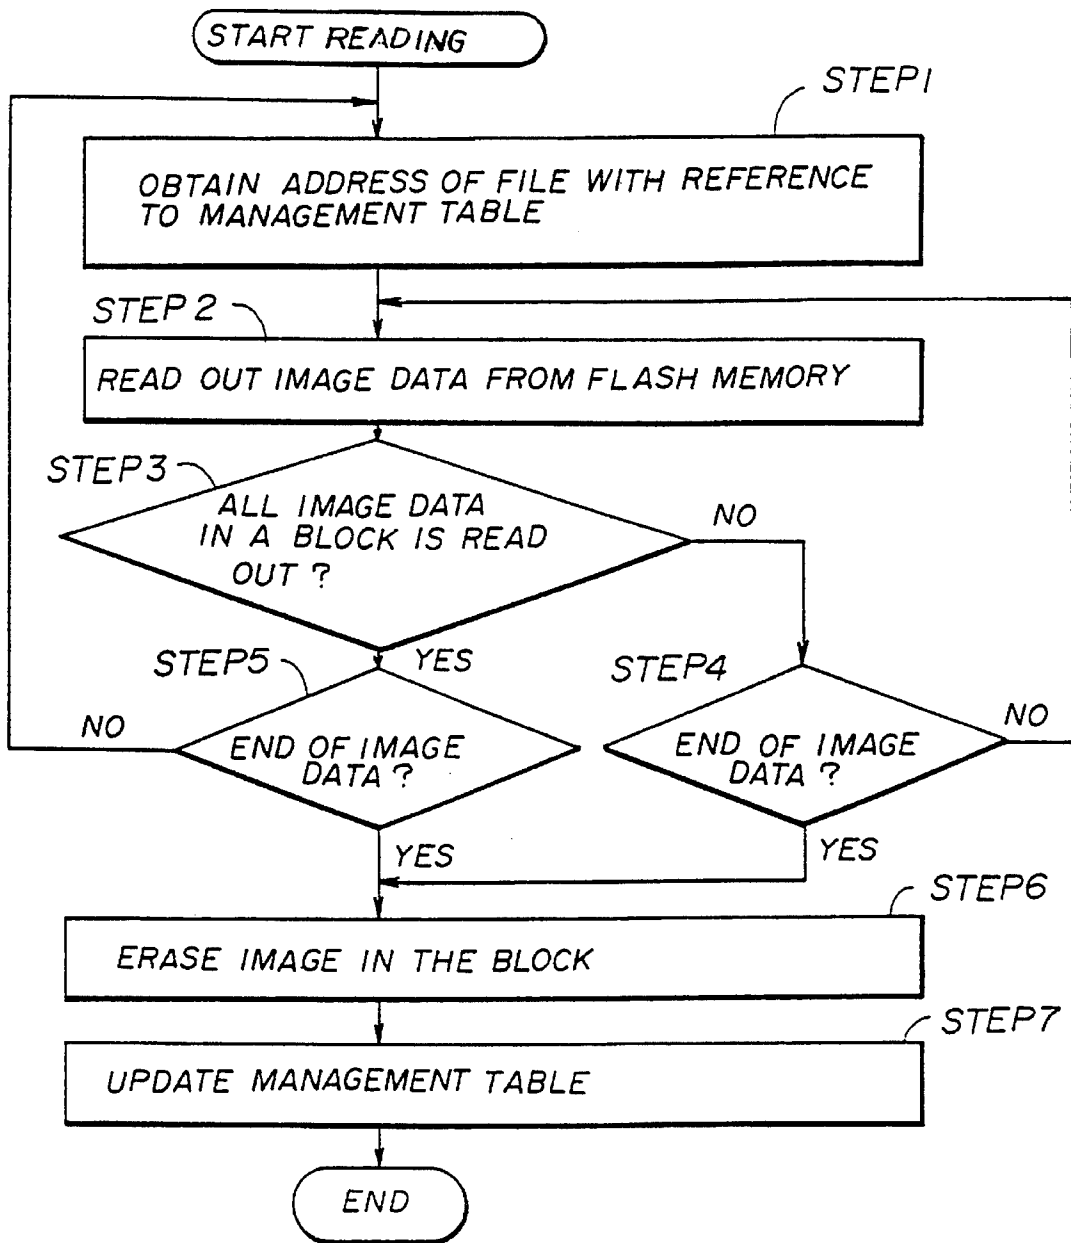 START READING
STEP1
OBTAIN ADDRESS OF FILE WITH REFERENCE
TO MANAGEMENT TABLE
STEP2
READ OUT IMAGE DATA FROM FLASH MEMORY
STEP3
ALL IMAGE DATA
IN A BLOCK IS READ
OUT?
NO
YES
STEP5
STEP4
NO
END OF IMAGE
DATA?
END OF IMAGE
DATA?
NO
YES
YES
STEP6
ERASE IMAGE IN THE BLOCK
STEP7
UPDATE MANAGEMENT TABLE
END